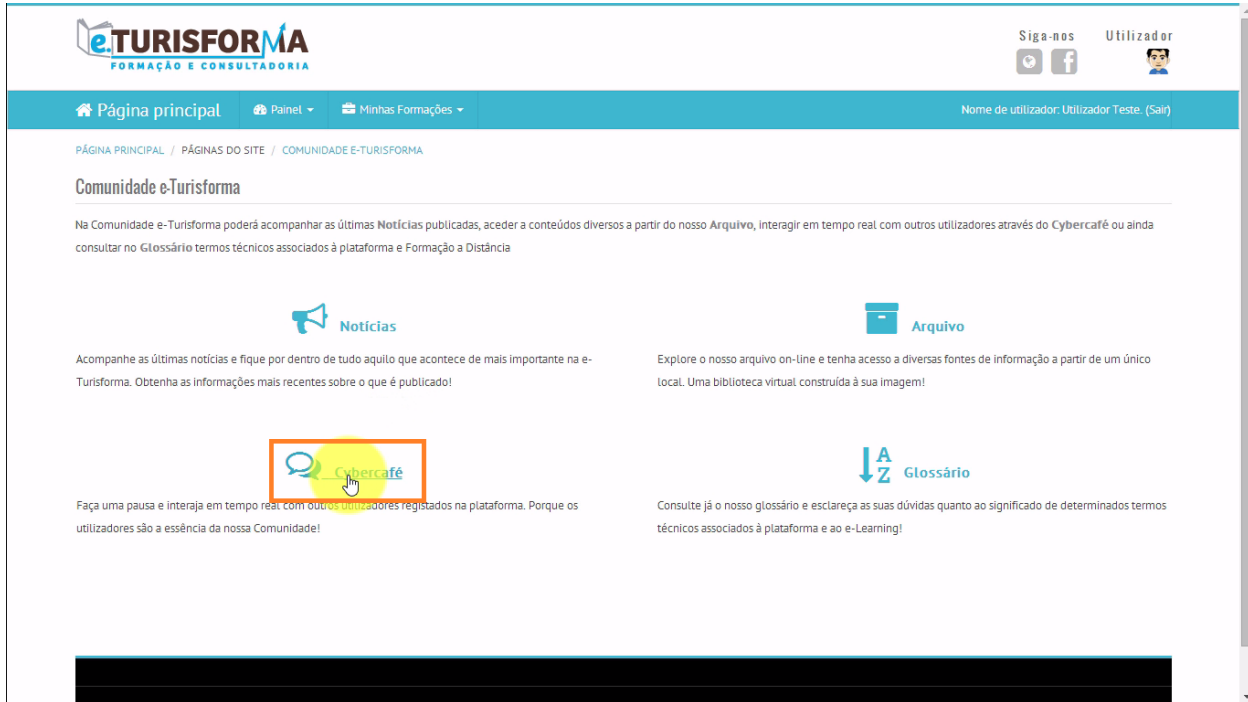 e.TURISFORMA
FORMAÇÃO E CONSULTADORIA
Siga-nos
Utilizador
Página principal
Painel
Minhas Formações
Nome de utilizador: Utilizador Teste. (Sair)
PÁGINA PRINCIPAL / PÁGINAS DO SITE / COMUNIDADE E-TURISFORMA
Comunidade e-Turisforma
Na Comunidade e-Turisforma poderá acompanhar as últimas Notícias publicadas, aceder a conteúdos diversos a partir do nosso Arquivo, interagir em tempo real com outros utilizadores através do Cybercafé ou ainda
consultar no Glossário termos técnicos associados à plataforma e Formação a Distância
Notícias
Acompanhe as últimas notícias e fique por dentro de tudo aquilo que acontece de mais importante na e-
Turisforma. Obtenha as informações mais recentes sobre o que é publicado!
Arquivo
Explore o nosso arquivo on-line e tenha acesso a diversas fontes de informação a partir de um único
local. Uma biblioteca virtual construída à sua imagem!
Cybercafé
Faça uma pausa e interaja em tempo real com outros utilizadores registados na plataforma. Porque os
utilizadores são a essência da nossa Comunidade!
A
Z
Glossário
Consulte já o nosso glossário e esclareça as suas dúvidas quanto ao significado de determinados termos
técnicos associados à plataforma e ao e-Learning!